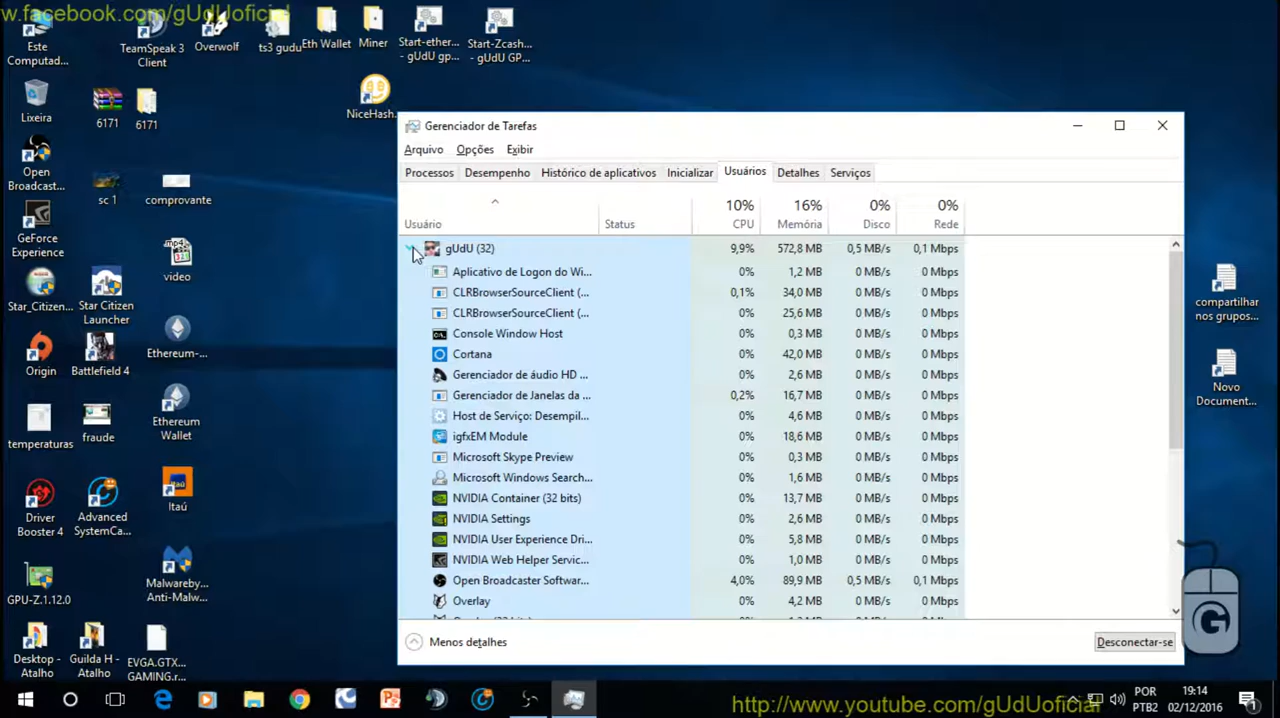 w.facebook.com/gUdUoficial
Este
Computad...
TeamSpeak 3
Client
Overwolf
ts3 gudu
Eth Wallet
Miner
Start-ether...
- gUdU gp...
Start-Zcash...
- gUdU GP...
Lixeira
6171
6171
NiceHash.
Open
Broadcast...
sc 1
comprovante
GeForce
Experience
mp4
video
Star_Citizen...
Star Citizen
Launcher
Ethereum-...
Origin
Battlefield 4
Ethereum
Wallet
temperaturas
fraude
Itaú
Driver
Booster 4
Advanced
SystemCa...
Malwareby...
Anti-Malw...
GPU-Z.1.12.0
Desktop -
Atalho
Guilda H -
Atalho
EVGA.GTX...
GAMING.r...
compartilhar
nos grupos...
Novo
Document...
Gerenciador de Tarefas
Arquivo Opções Exibir
Processos Desempenho Histórico de aplicativos Inicializar Usuários Detalhes Serviços
10% 16% 0% 0%
Usuário Status CPU Memória Disco Rede
gUdU (32) 9,9% 572,8 MB 0,5 MB/s 0,1 Mbps
Aplicativo de Logon do Wi... 0% 1,2 MB 0 MB/s 0 Mbps
CLRBrowserSourceClient (... 0,1% 34,0 MB 0 MB/s 0 Mbps
CLRBrowserSourceClient (... 0% 25,6 MB 0 MB/s 0 Mbps
Console Window Host 0% 0,3 MB 0 MB/s 0 Mbps
Cortana 0% 42,0 MB 0 MB/s 0 Mbps
Gerenciador de áudio HD ... 0% 2,6 MB 0 MB/s 0 Mbps
Gerenciador de Janelas da ... 0,2% 16,7 MB 0 MB/s 0 Mbps
Host de Serviço: Desempil... 0% 4,6 MB 0 MB/s 0 Mbps
igfxEM Module 0% 18,6 MB 0 MB/s 0 Mbps
Microsoft Skype Preview 0% 0,2 MB 0 MB/s 0 Mbps
Microsoft Windows Search... 0% 1,6 MB 0 MB/s 0 Mbps
NVIDIA Container (32 bits) 0% 13,7 MB 0 MB/s 0 Mbps
NVIDIA Settings 0% 2,6 MB 0 MB/s 0 Mbps
NVIDIA User Experience Dri... 0% 5,8 MB 0 MB/s 0 Mbps
NVIDIA Web Helper Servic... 0% 1,0 MB 0 MB/s 0 Mbps
Open Broadcaster Softwar... 4,0% 89,9 MB 0,5 MB/s 0,1 Mbps
Overlay 0% 4,2 MB 0 MB/s 0 Mbps
Menos detalhes
Desconectar-se
G
http://www.youtube.com/gUdUoficial
POR
PTB2
19:14
02/12/2016
1